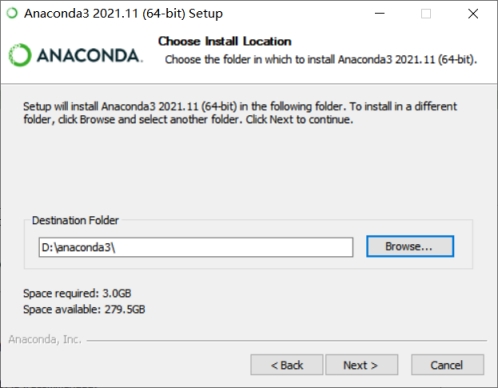 Anaconda3 2021.11 (64-bit) Setup
ANACONDA.
Choose Install Location
Choose the folder in which to install Anaconda3 2021.11 (64-bit).
Setup will install Anaconda3 2021.11 (64-bit) in the following folder. To install in a different
folder, click Browse and select another folder. Click Next to continue.
Destination Folder
D:\anaconda3\
Browse...
Space required: 3.0GB
Space available: 279.5GB
Anaconda, Inc.
< Back
Next >
Cancel